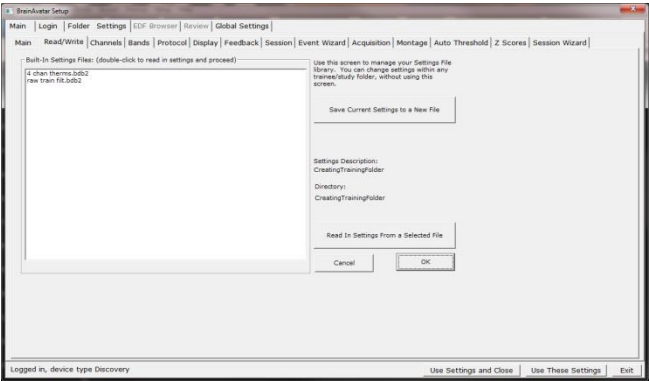 BrainAvatar Setup
Main Login Folder Settings EDF Browser Review Global Settings
Main Read/Write Channels Bands Protocol Display Feedback Session Event Wizard Acquisition Montage Auto Threshold Z Scores Session Wizard
Built-In Settings Files: (double-click to read in settings and proceed)
4 chan therms.bdb2
raw train filt.bdb2
Use this screen to manage your Settings File
library. You can change settings within any
trainee/study folder, without using this
screen.
Save Current Settings to a New File
Settings Description:
CreatingTrainingFolder
Directory:
CreatingTrainingFolder
Read In Settings From a Selected File
Cancel OK
Logged in, device type Discovery Use Settings and Close Use These Settings Exit